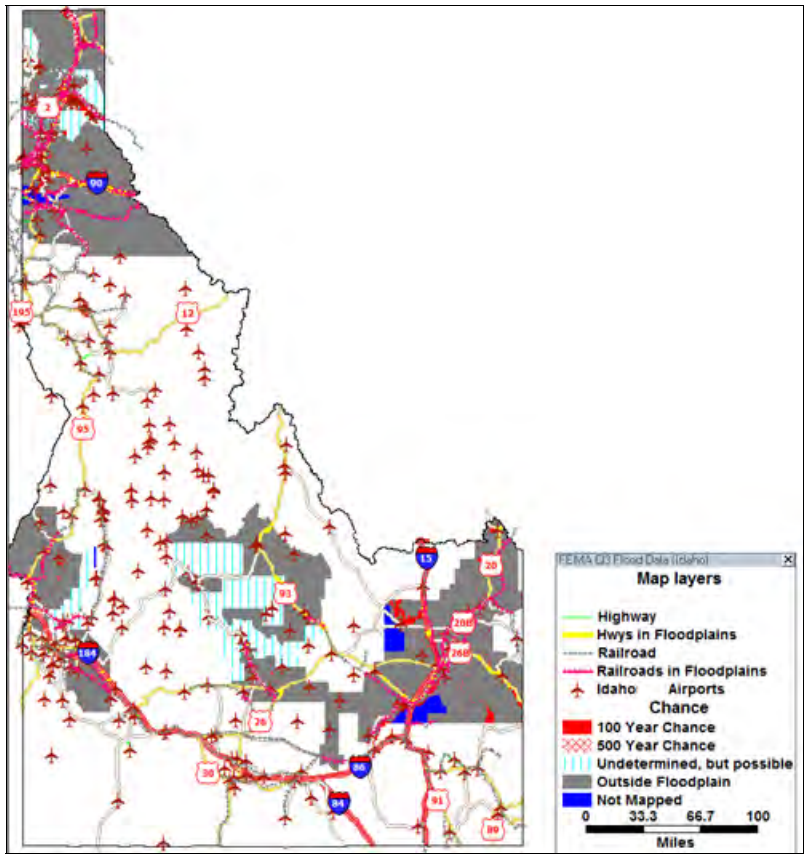 2
90
195
12
95
15
20
93
20B
26B
184
26
30
86
84
91
89
FEMA Q3 Flood Data (Idaho)
Map layers
Highway
Hwys in Floodplains
Railroad
Railroads in Floodplains
Idaho Airports
Chance
100 Year Chance
500 Year Chance
Undetermined, but possible
Outside Floodplain
Not Mapped
0 33.3 66.7 100
Miles